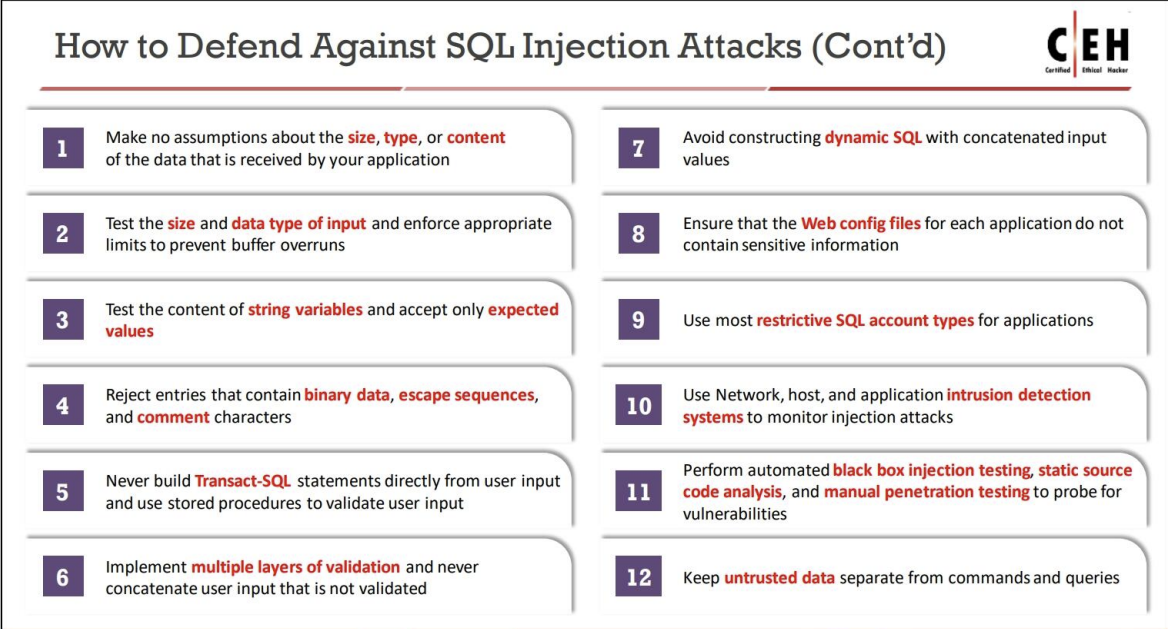 How to Defend Against SQL Injection Attacks (Cont'd)
C|EH
Certified Ethical Hacker
1
Make no assumptions about the size, type, or content
of the data that is received by your application
2
Test the size and data type of input and enforce appropriate
limits to prevent buffer overruns
3
Test the content of string variables and accept only expected
values
4
Reject entries that contain binary data, escape sequences,
and comment characters
5
Never build Transact-SQL statements directly from user input
and use stored procedures to validate user input
6
Implement multiple layers of validation and never
concatenate user input that is not validated
7
Avoid constructing dynamic SQL with concatenated input
values
8
Ensure that the Web config files for each application do not
contain sensitive information
9
Use most restrictive SQL account types for applications
10
Use Network, host, and application intrusion detection
systems to monitor injection attacks
11
Perform automated black box injection testing, static source
code analysis, and manual penetration testing to probe for
vulnerabilities
12
Keep untrusted data separate from commands and queries